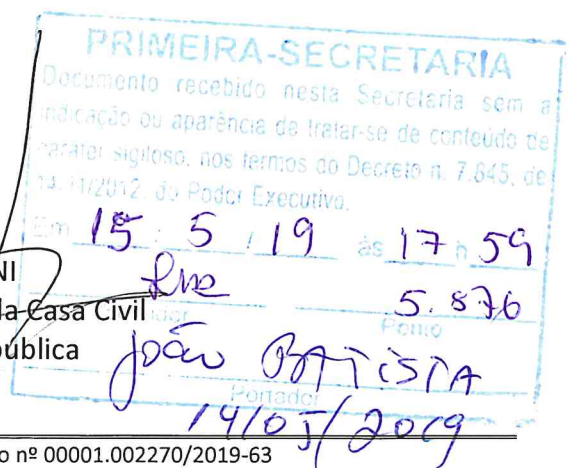 PRIMEIRA-SECRETARIA
Documento recebido nesta Secretaria sem a
indicação ou aparência de tratar-se de conteúdo de
caráter sigiloso, nos termos do Decreto n. 7.845, de
14/11/2012, do Poder Executivo.
Em 15 5 / 19 às 17 h 59
NI
5.876
da Casa Civil
Ponto
pública
João BATISTA
Portador
14/05/2019
o nº 00001.002270/2019-63